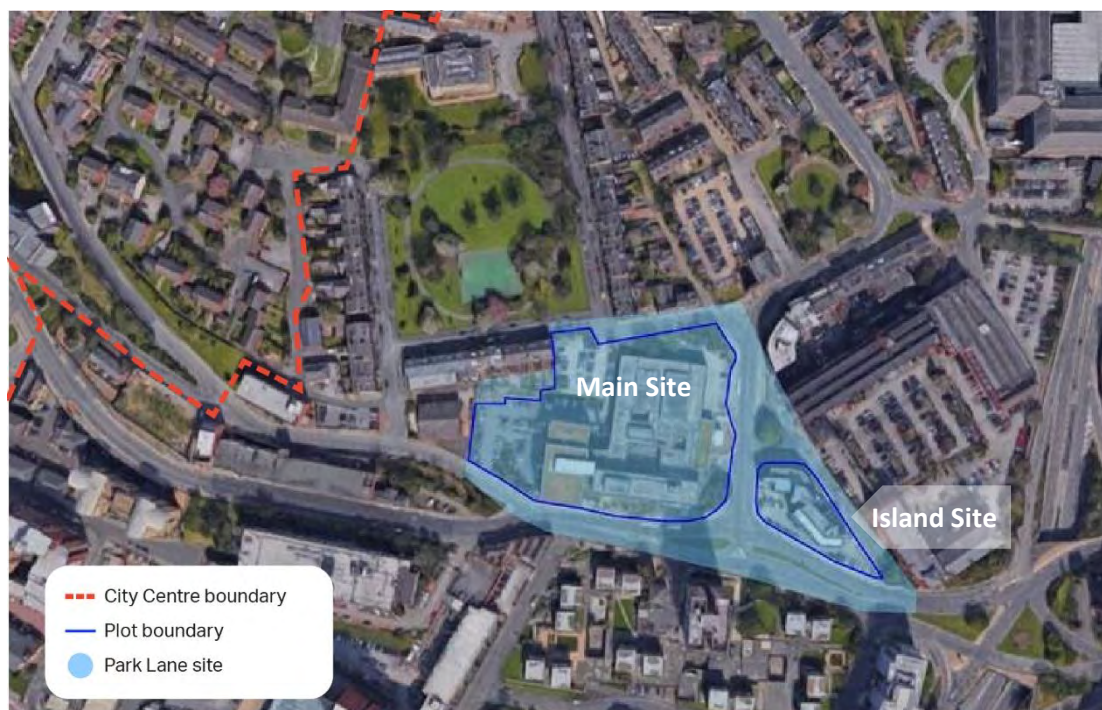 Main Site
Island Site
City Centre boundary
Plot boundary
Park Lane site